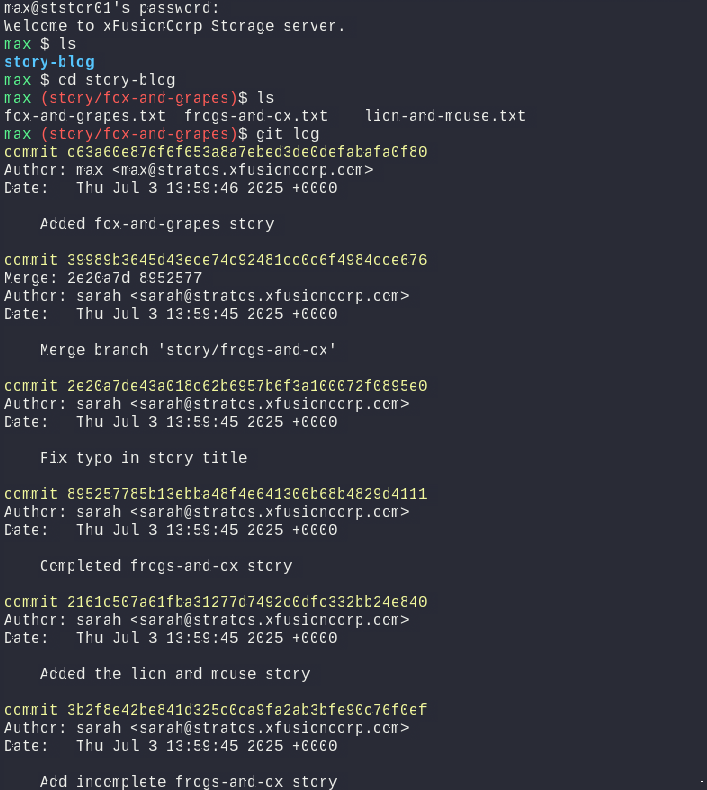 max@ststor01's password:
Welcome to xFusionCorp Storage server.
max $ ls
story-blog
max $ cd story-blog
max (story/fox-and-grapes)$ ls
fox-and-grapes.txt  frogs-and-ox.txt    lion-and-mouse.txt
max (story/fox-and-grapes)$ git log
commit c63a60e876f6f653a8a7ebed3de0defabafa0f80
Author: max <max@stratos.xfusioncorp.com>
Date:   Thu Jul 3 13:59:46 2025 +0000
    Added fox-and-grapes story
commit 39989b3645d43ece74c92481cc0c6f4984cce676
Merge: 2e20a7d 8952577
Author: sarah <sarah@stratos.xfusioncorp.com>
Date:   Thu Jul 3 13:59:45 2025 +0000
    Merge branch 'story/frogs-and-ox'
commit 2e20a7de43a018c62b6957b6f3a100072f0895e0
Author: sarah <sarah@stratos.xfusioncorp.com>
Date:   Thu Jul 3 13:59:45 2025 +0000
    Fix typo in story title
commit 895257785b13ebba48f4e641306b68b4829d4111
Author: sarah <sarah@stratos.xfusioncorp.com>
Date:   Thu Jul 3 13:59:45 2025 +0000
    Completed frogs-and-ox story
commit 2161c507a61fba31277d7492c0dfc332bb24e840
Author: sarah <sarah@stratos.xfusioncorp.com>
Date:   Thu Jul 3 13:59:45 2025 +0000
    Added the lion and mouse story
commit 3b2f8e42be841d325c0ca9fa2ab3bfe90c76f0ef
Author: sarah <sarah@stratos.xfusioncorp.com>
Date:   Thu Jul 3 13:59:45 2025 +0000
    Add incomplete frogs-and-ox story